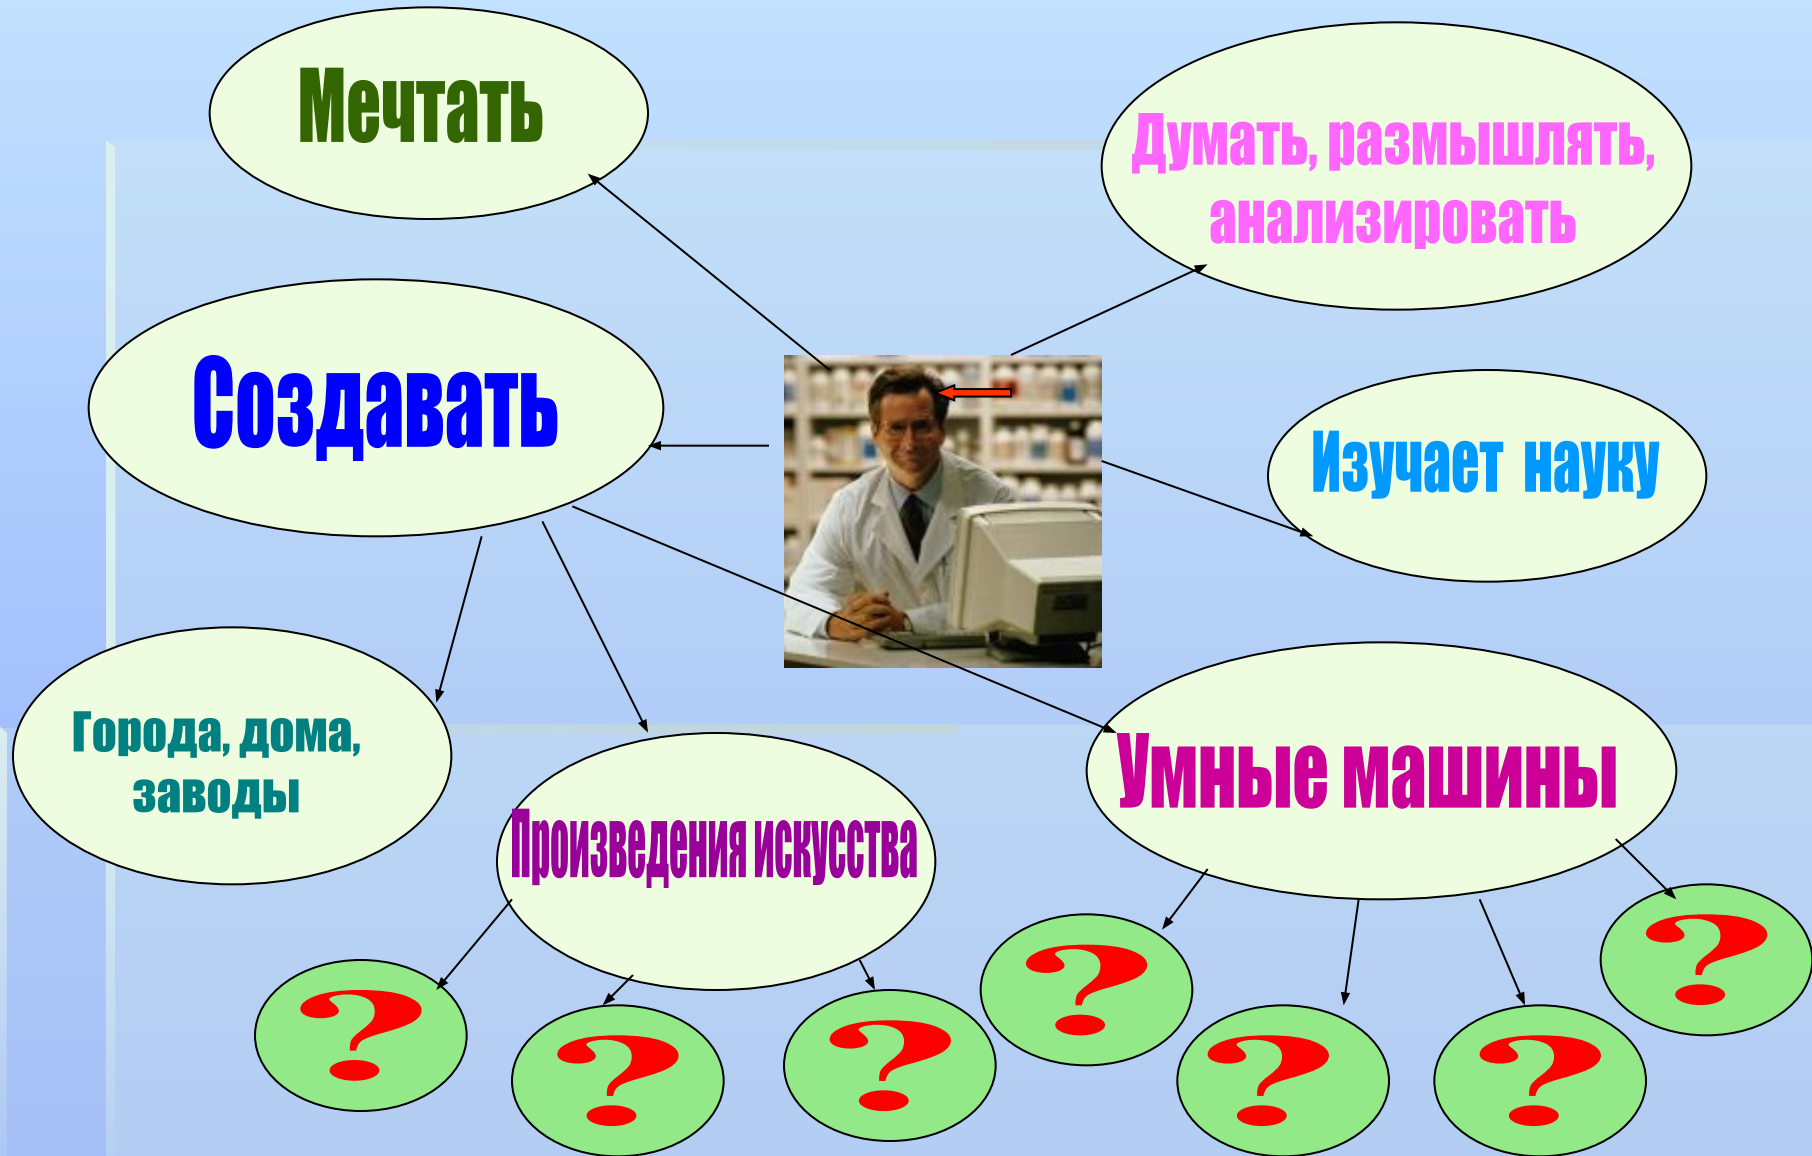 Мечтать
Думать, размышлять,
анализировать
Создавать
Изучает науку
Города, дома,
заводы
Произведения искусства
Умные машины
?
?
?
?
?
?
?